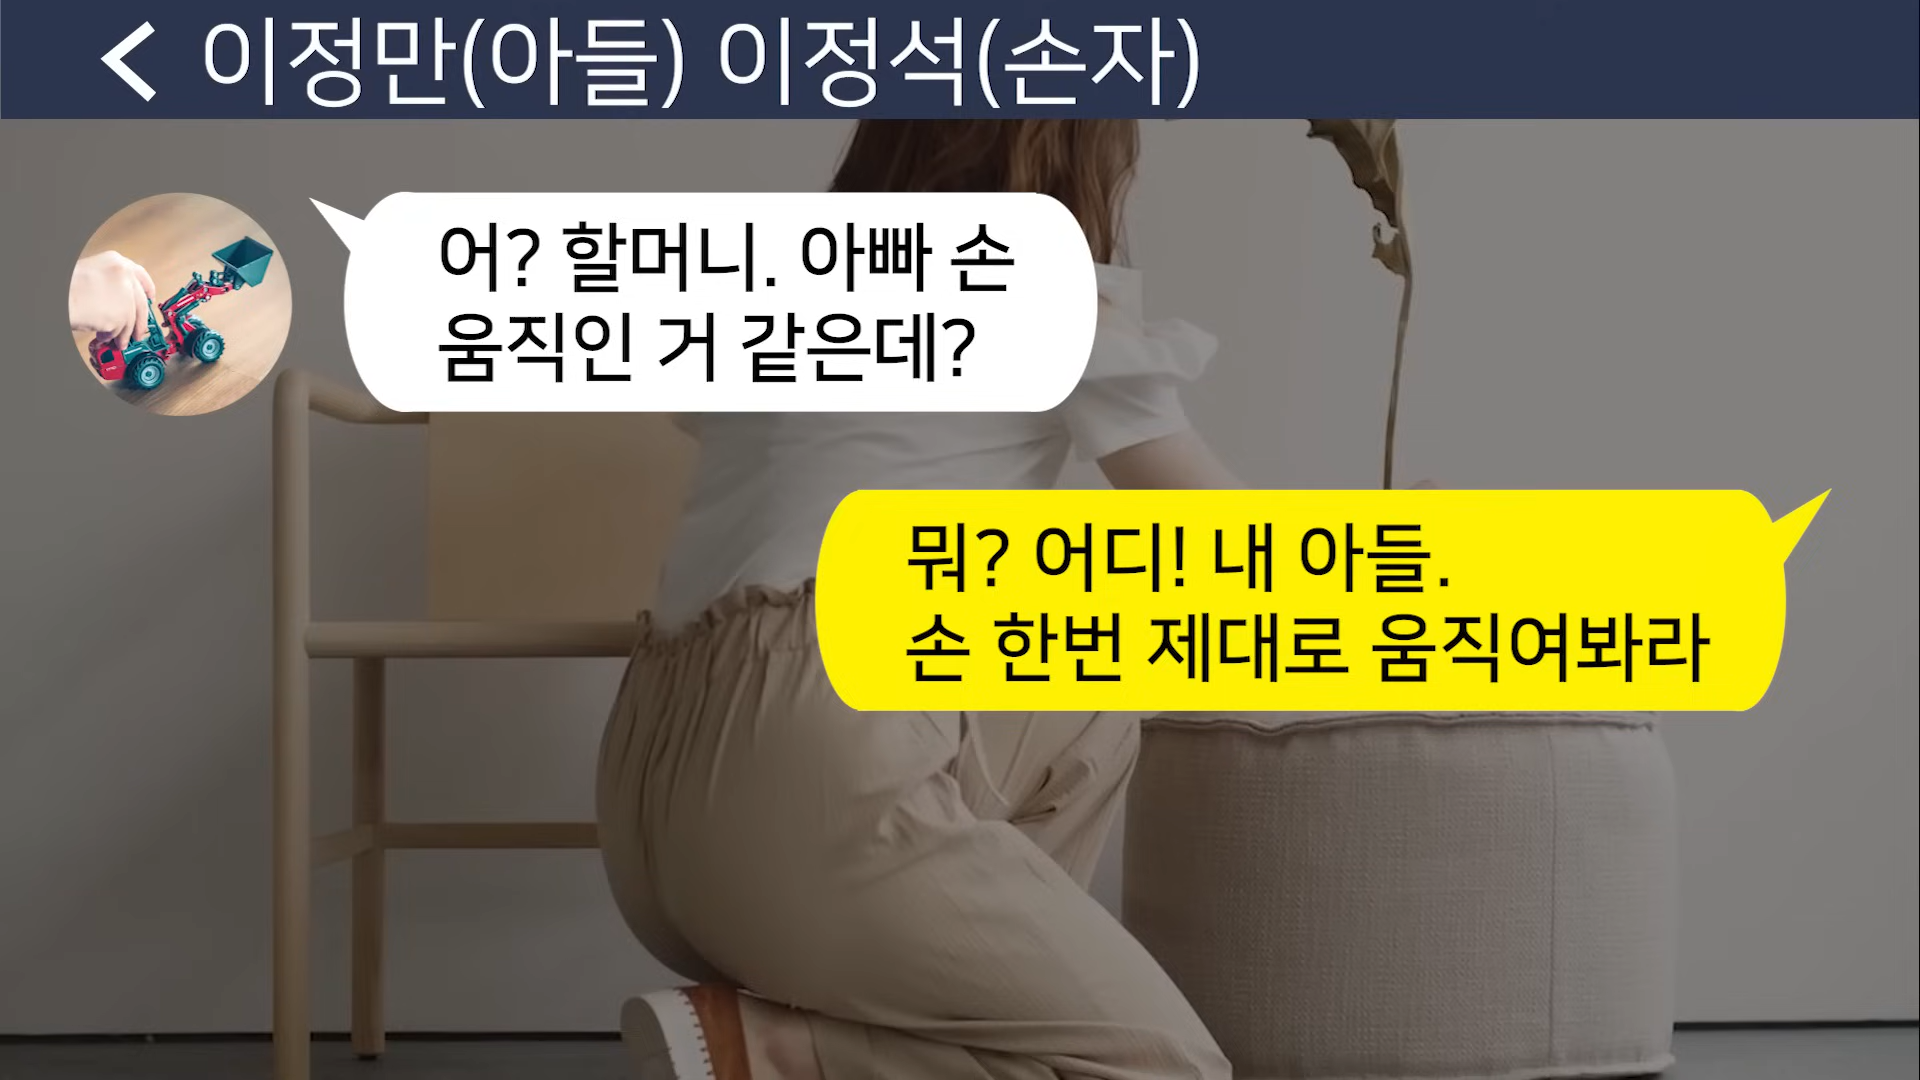 이정만(아들) 이정석(손자)
어? 할머니. 아빠 손
움직인 거 같은데?
뭐? 어디! 내 아들.
손 한번 제대로 움직여봐라